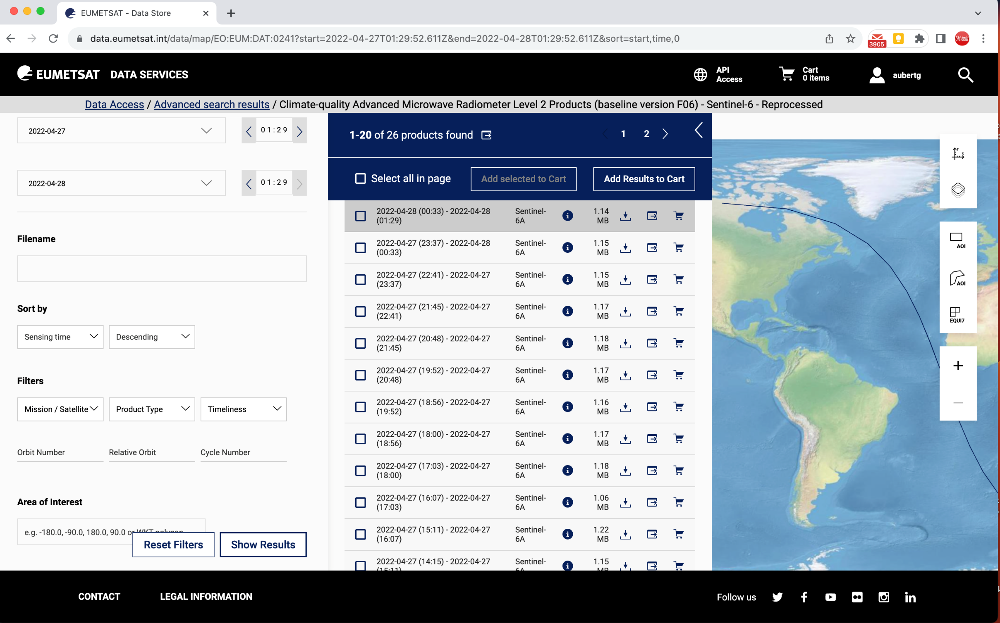 EUMETSAT - Data Store
data.eumetsat.int/data/map/EO:EUM:DAT:0241?start=2022-04-27T01:29:52.611Z&end=2022-04-28T01:29:52.611Z&sort=start,time,0
3905
GMVault
EUMETSAT DATA SERVICES
API
Access
Cart
0 items
aubertg
Data Access / Advanced search results / Climate-quality Advanced Microwave Radiometer Level 2 Products (baseline version F06) - Sentinel-6 - Reprocessed
2022-04-27
01:29
2022-04-28
01:29
Filename
Sort by
Sensing time
Descending
Filters
Mission / Satellite
Product Type
Timeliness
Orbit Number
Relative Orbit
Cycle Number
Area of Interest
e.g. -180.0, -90.0, 180.0, 90.0 or WKT polygon
Reset Filters
Show Results
1-20 of 26 products found
1
2
Select all in page
Add selected to Cart
Add Results to Cart
2022-04-28 (00:33) - 2022-04-28 Sentinel- 1.14
(01:29) 6A MB
2022-04-27 (23:37) - 2022-04-28 Sentinel- 1.15
(00:33) 6A MB
2022-04-27 (22:41) - 2022-04-27 Sentinel- 1.15
(23:37) 6A MB
2022-04-27 (21:45) - 2022-04-27 Sentinel- 1.17
(22:41) 6A MB
2022-04-27 (20:48) - 2022-04-27 Sentinel- 1.18
(21:45) 6A MB
2022-04-27 (19:52) - 2022-04-27 Sentinel- 1.17
(20:48) 6A MB
2022-04-27 (18:56) - 2022-04-27 Sentinel- 1.16
(19:52) 6A MB
2022-04-27 (18:00) - 2022-04-27 Sentinel- 1.17
(18:56) 6A MB
2022-04-27 (17:03) - 2022-04-27 Sentinel- 1.18
(18:00) 6A MB
2022-04-27 (16:07) - 2022-04-27 Sentinel- 1.06
(17:03) 6A MB
2022-04-27 (15:11) - 2022-04-27 Sentinel- 1.22
(16:07) 6A MB
2022-04-27 (14:15) - 2022-04-27 Sentinel- 1.15
(15:11) 6A MB
y
x
AOI
AOI
EQUI7
CONTACT
LEGAL INFORMATION
Follow us